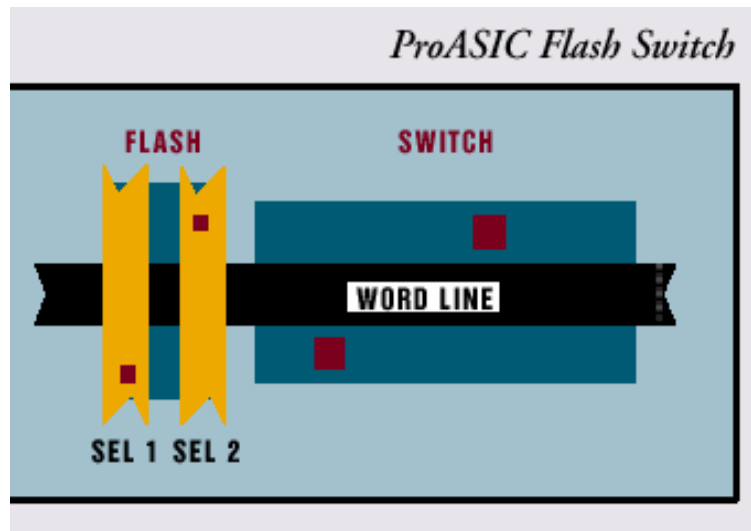 ProASIC Flash Switch
FLASH SWITCH
WORD LINE
SEL 1 SEL 2